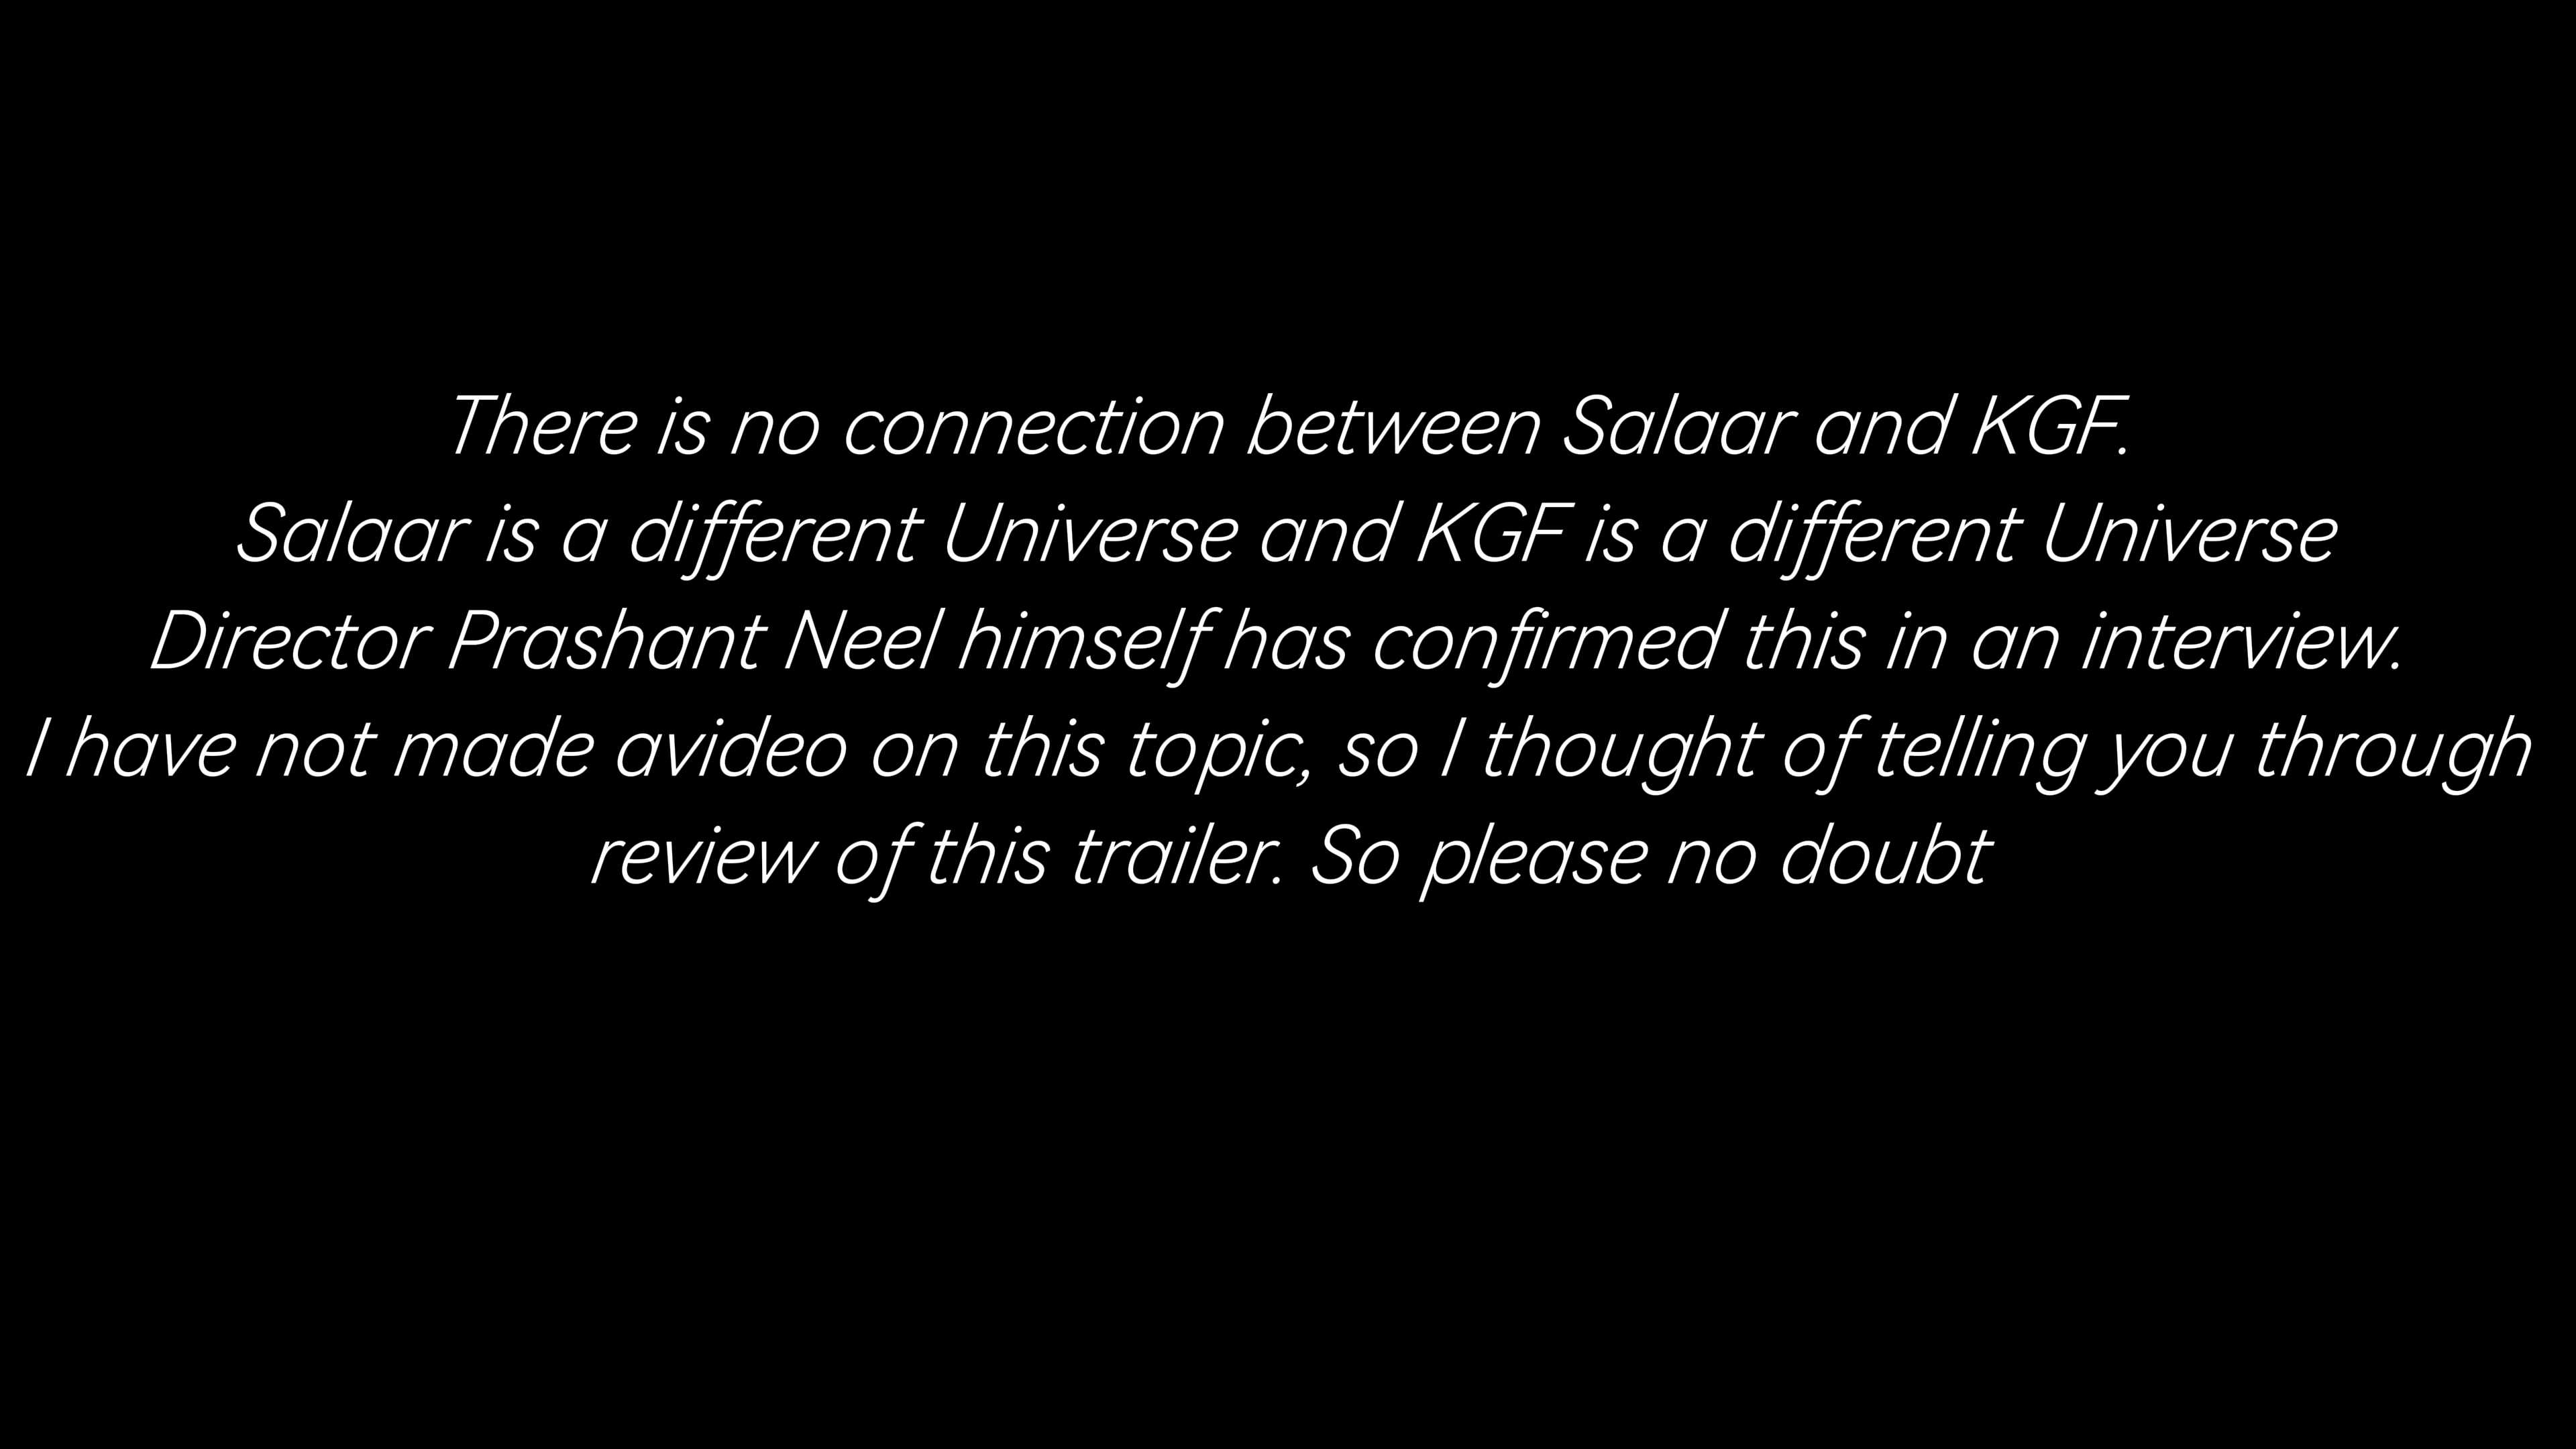 There is no connection between Salaar and KGF.
Salaar is a different Universe and KGF is a different Universe
Director Prashant Neel himself has confirmed this in an interview.
I have not made avideo on this topic, so I thought of telling you through
review of this trailer. So please no doubt